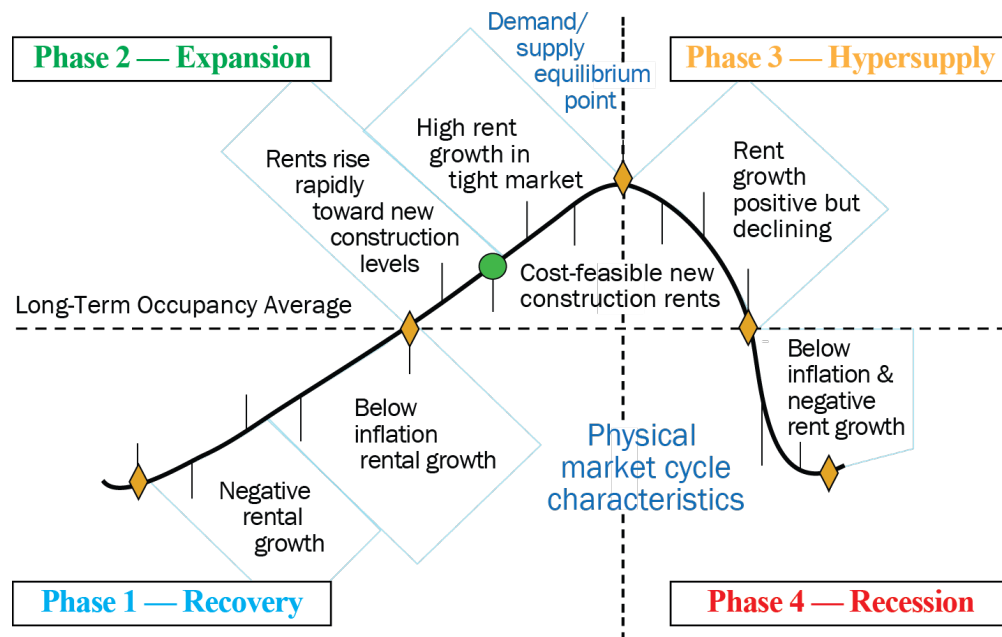 Phase 2 — Expansion
Demand/
supply
equilibrium
point
Phase 3 — Hypersupply
High rent
growth in
tight market
Rents rise
rapidly
toward new
construction
levels
Rent
growth
positive but
declining
Cost-feasible new
construction rents
Long-Term Occupancy Average
Below
inflation &
negative
rent growth
Below
inflation
rental growth
Physical
market cycle
characteristics
Negative
rental
growth
Phase 1 — Recovery
Phase 4 — Recession